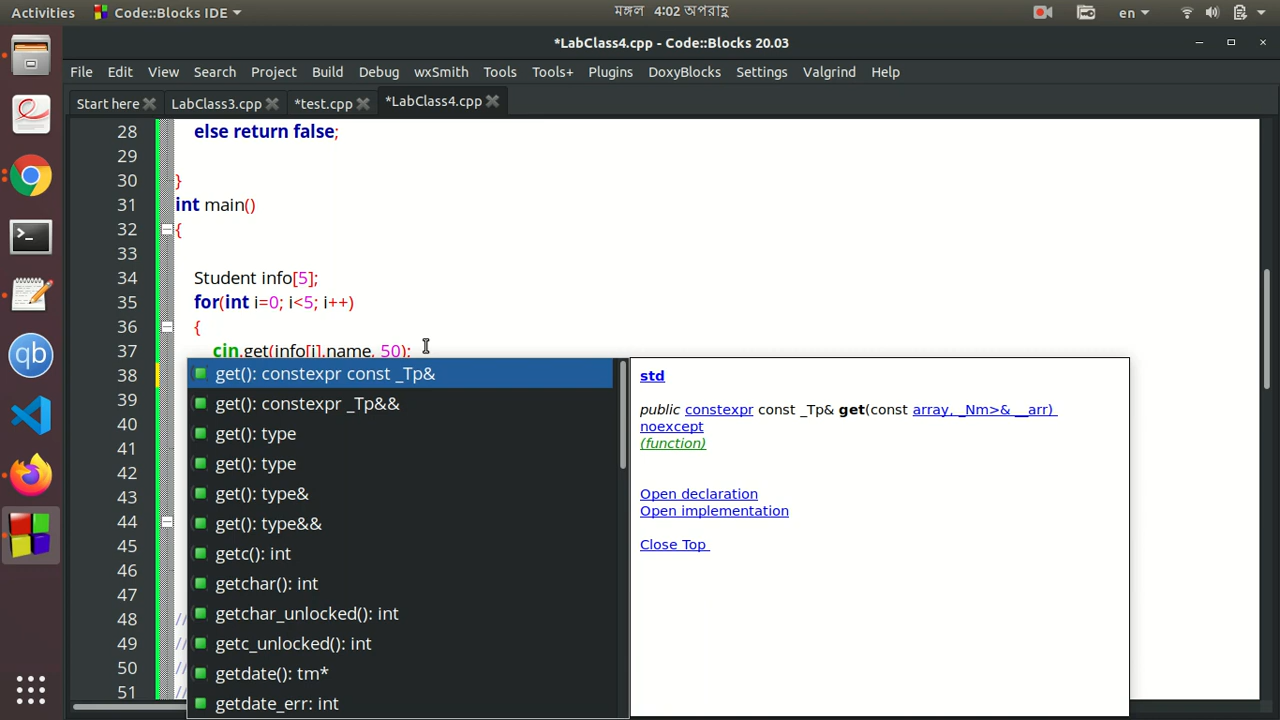 Activities Code::Blocks IDE মঙ্গল 4:02 অপরাহ্ণ en
*LabClass4.cpp - Code::Blocks 20.03
File Edit View Search Project Build Debug wxSmith Tools Tools+ Plugins DoxyBlocks Settings Valgrind Help
Start here LabClass3.cpp *test.cpp *LabClass4.cpp
28 else return false;
29
30 }
31 int main()
32 {
33
34 Student info[5];
35 for(int i=0; i<5; i++)
36 {
37 cin.get(info[i].name, 50);
38
39
40
41
42
43
44
45
46
47
48 //
49 //
50 //
51 //
get(): constexpr const _Tp&
get(): constexpr _Tp&&
get(): type
get(): type
get(): type&
get(): type&&
getc(): int
getchar(): int
getchar_unlocked(): int
getc_unlocked(): int
getdate(): tm*
getdate_err: int
std
public constexpr const _Tp& get(const array, _Nm>& __arr)
noexcept
(function)
Open declaration
Open implementation
Close Top
qb